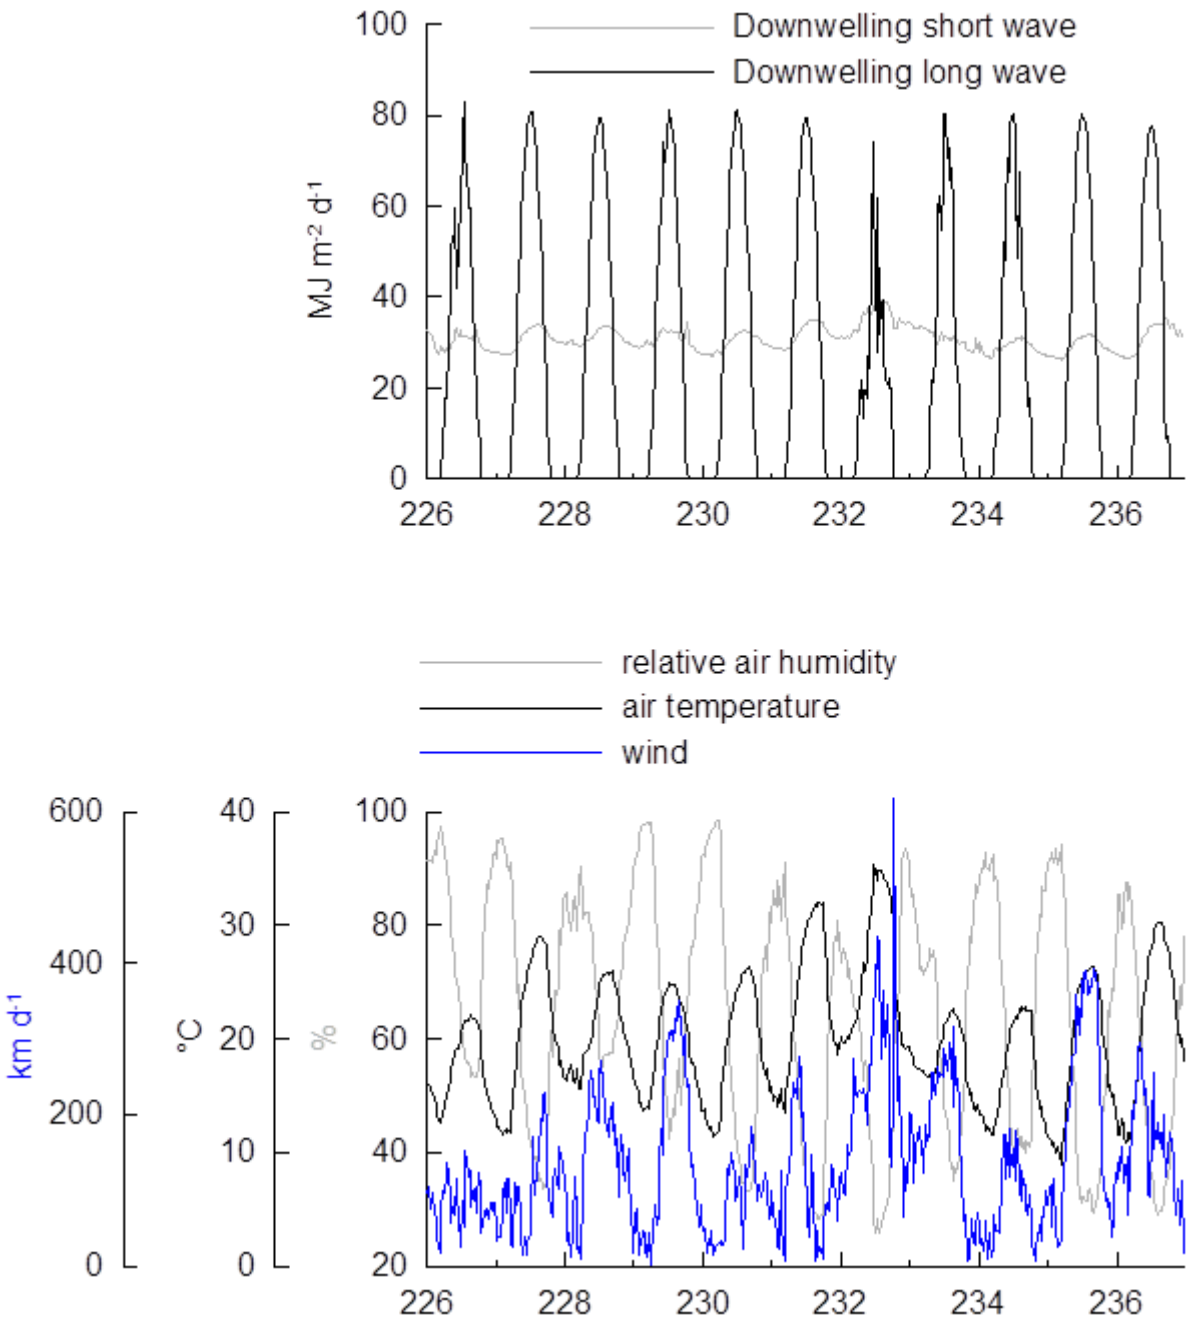 100
Downwelling short wave
Downwelling long wave
80
60
40
20
0
MJ m-2 d-1
226 228 230 232 234 236
relative air humidity
air temperature
wind
600 40 100
30 80
400
20 60
200
10 40
0 0 20
km d-1
°C
%
226 228 230 232 234 236